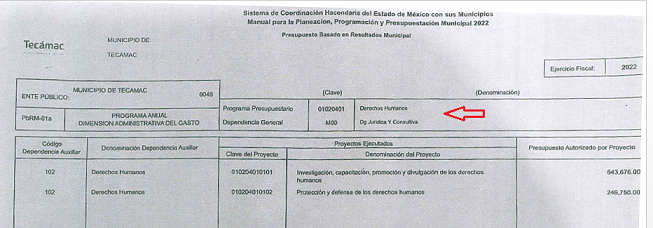 Sistema de Coordinación Hacendaria del Estado de México con sus Municipios
Manual para la Planeación, Programación y Presupuestación Municipal 2022
Presupuesto Basado en Resultados Municipal
Tecámac
MUNICIPIO DE:
TECAMAC
Ejercicio Fiscal: 2022
ENTE PÚBLICO: MUNICIPIO DE TECAMAC 0046
(Clave) (Denominación)
PbRM-01a PROGRAMA ANUAL
DIMENSION ADMINISTRATIVA DEL GASTO
Programa Presupuestario 01020401 Derechos Humanos
Dependencia General M00 Dg Juridica Y Consultiva
Código
Dependencia Auxiliar
Denominación Dependencia Auxiliar
Proyectos Ejecutados
Clave del Proyecto Denominación del Proyecto
Presupuesto Autorizado por Proyecto
102 Derechos Humanos 010204010101 Investigación, capacitación, promoción y divulgación de los derechos
humanos
643,676.00
102 Derechos Humanos 010204010102 Protección y defensa de los derechos humanos 246,750.00